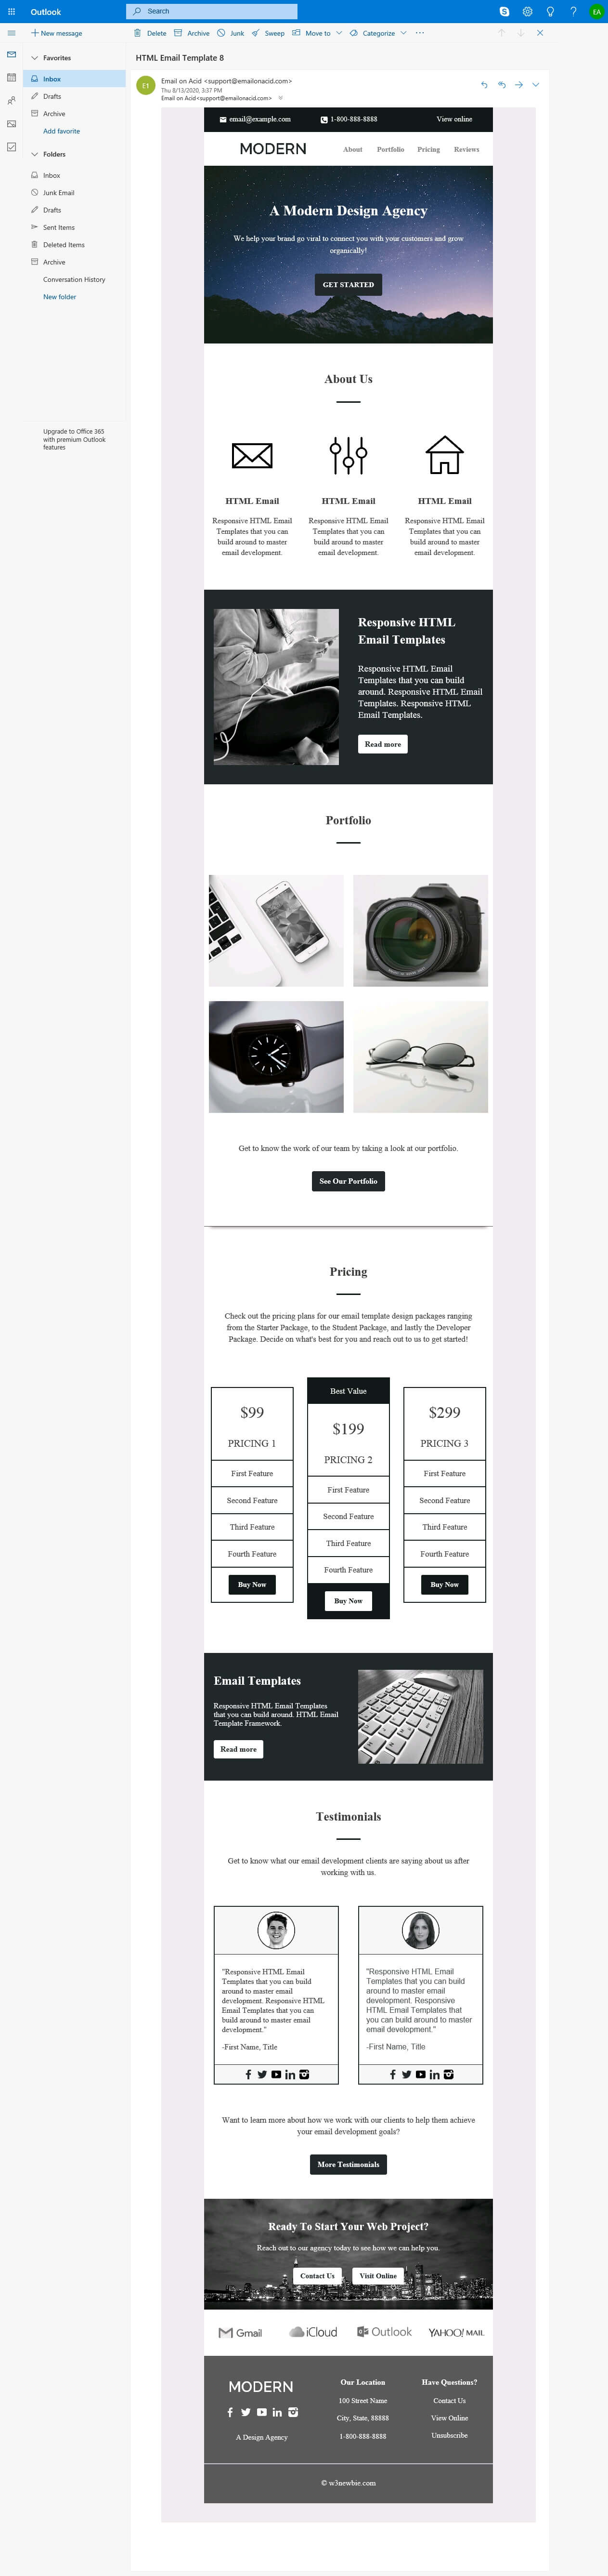 Outlook
Search
EA
New message
Delete
Archive
Junk
Sweep
Move to
Categorize
Favorites
Inbox
Drafts
Archive
Add favorite
Folders
Inbox
Junk Email
Drafts
Sent Items
Deleted Items
Archive
Conversation History
New folder
Upgrade to Office 365
with premium Outlook
features
HTML Email Template 8
ET
Email on Acid <support@emailonacid.com>
Thu 8/13/2020, 3:37 PM
Email on Acid<support@emailonacid.com>
email@example.com
1-800-888-8888
View online
MODERN
About
Portfolio
Pricing
Reviews
A Modern Design Agency
We help your brand go viral to connect you with your customers and grow
organically!
GET STARTED
About Us
HTML Email
Responsive HTML Email
Templates that you can
build around to master
email development.
HTML Email
Responsive HTML Email
Templates that you can
build around to master
email development.
HTML Email
Responsive HTML Email
Templates that you can
build around to master
email development.
Responsive HTML
Email Templates
Responsive HTML Email
Templates that you can build
around. Responsive HTML Email
Templates. Responsive HTML
Email Templates.
Read more
Portfolio
Get to know the work of our team by taking a look at our portfolio.
See Our Portfolio
Pricing
Check out the pricing plans for our email template design packages ranging
from the Starter Package, to the Student Package, and lastly the Developer
Package. Decide on what's best for you and reach out to us to get started!
$99
PRICING 1
First Feature
Second Feature
Third Feature
Fourth Feature
Buy Now
Best Value
$199
PRICING 2
First Feature
Second Feature
Third Feature
Fourth Feature
Buy Now
$299
PRICING 3
First Feature
Second Feature
Third Feature
Fourth Feature
Buy Now
Email Templates
Responsive HTML Email Templates
that you can build around. HTML Email
Template Framework.
Read more
Testimonials
Get to know what our email development clients are saying about us after
working with us.
"Responsive HTML Email
Templates that you can build
around to master email
development. Responsive HTML
Email Templates that you can
build around to master email
development."
-First Name, Title
"Responsive HTML Email
Templates that you can build
around to master email
development. Responsive
HTML Email Templates that
you can build around to master
email development."
-First Name, Title
Want to learn more about how we work with our clients to help them achieve
your email development goals?
More Testimonials
Ready To Start Your Web Project?
Reach out to our agency today to see how we can help you.
Contact Us
Visit Online
Gmail
iCloud
Outlook
YAHOO! MAIL
MODERN
A Design Agency
Our Location
100 Street Name
City, State, 88888
1-800-888-8888
Have Questions?
Contact Us
View Online
Unsubscribe
© w3newbie.com